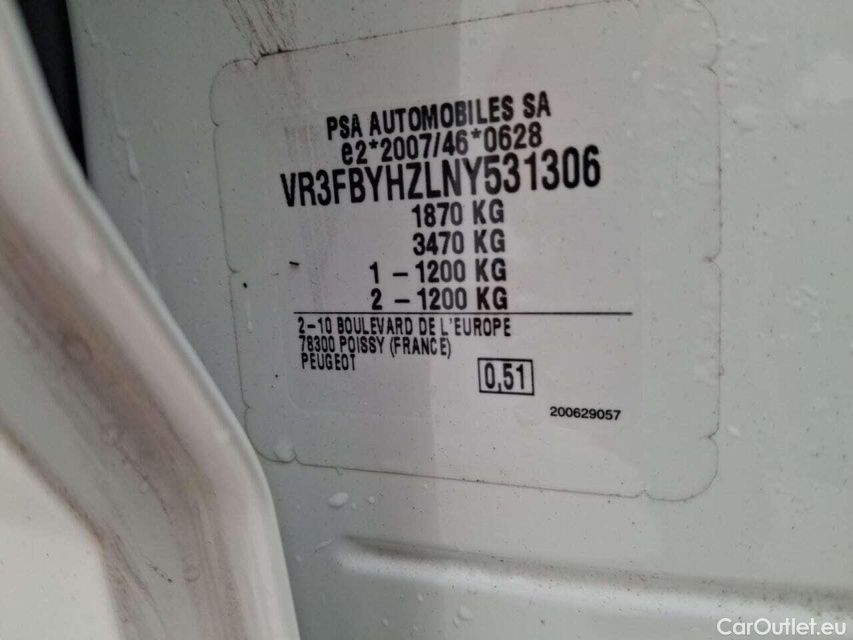 PSA AUTOMOBILES SA
e2*2007/46*0628
VR3FBYHZLNY531306
1870 KG
3470 KG
1 - 1200 KG
2 - 1200 KG
2-10 BOULEVARD DE L'EUROPE
78300 POISSY (FRANCE)
PEUGEOT
0,51
200629057
CarOutlet.eu